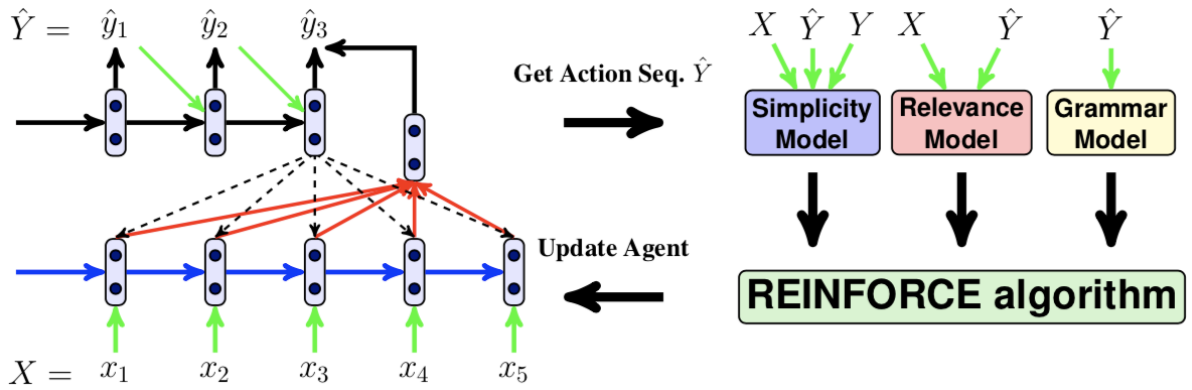 Ŷ = ŷ₁ ŷ₂ ŷ₃
X Ŷ Y X Ŷ Ŷ
Get Action Seq. Ŷ
Simplicity Model
Relevance Model
Grammar Model
Update Agent
REINFORCE algorithm
X = x₁ x₂ x₃ x₄ x₅